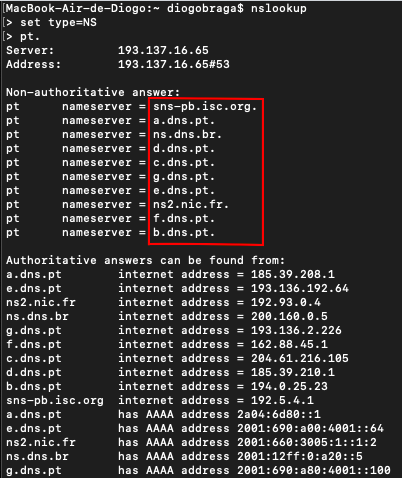 [MacBook-Air-de-Diogo:~ diogobraga$ nslookup
[> set type=NS
[> pt.
Server: 193.137.16.65
Address: 193.137.16.65#53
Non-authoritative answer:
pt nameserver = sns-pb.isc.org.
pt nameserver = a.dns.pt.
pt nameserver = ns.dns.br.
pt nameserver = d.dns.pt.
pt nameserver = c.dns.pt.
pt nameserver = g.dns.pt.
pt nameserver = e.dns.pt.
pt nameserver = ns2.nic.fr.
pt nameserver = f.dns.pt.
pt nameserver = b.dns.pt.
Authoritative answers can be found from:
a.dns.pt internet address = 185.39.208.1
e.dns.pt internet address = 193.136.192.64
ns2.nic.fr internet address = 192.93.0.4
ns.dns.br internet address = 200.160.0.5
g.dns.pt internet address = 193.136.2.226
f.dns.pt internet address = 162.88.45.1
c.dns.pt internet address = 204.61.216.105
d.dns.pt internet address = 185.39.210.1
b.dns.pt internet address = 194.0.25.23
sns-pb.isc.org internet address = 192.5.4.1
a.dns.pt has AAAA address 2a04:6d80::1
e.dns.pt has AAAA address 2001:690:a00:4001::64
ns2.nic.fr has AAAA address 2001:660:3005:1::1:2
ns.dns.br has AAAA address 2001:12ff:0:a20::5
g.dns.pt has AAAA address 2001:690:a80:4001::100